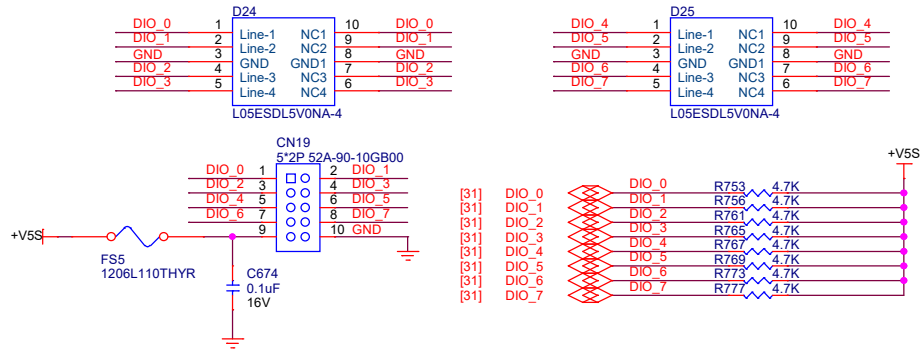 D24
DIO_0 1 Line-1 NC1 10 DIO_0
DIO_1 2 Line-2 NC2 9 DIO_1
GND 3 GND GND1 8 GND
DIO_2 4 Line-3 NC3 7 DIO_2
DIO_3 5 Line-4 NC4 6 DIO_3
L05ESDL5V0NA-4
D25
DIO_4 1 Line-1 NC1 10 DIO_4
DIO_5 2 Line-2 NC2 9 DIO_5
GND 3 GND GND1 8 GND
DIO_6 4 Line-3 NC3 7 DIO_6
DIO_7 5 Line-4 NC4 6 DIO_7
L05ESDL5V0NA-4
CN19
5*2P 52A-90-10GB00
DIO_0 1 2 DIO_1
DIO_2 3 4 DIO_3
DIO_4 5 6 DIO_5
DIO_6 7 8 DIO_7
9 10 GND
+V5S
FS5
1206L110THYR
C674
0.1uF
16V
+V5S
[31] DIO_0 DIO_0 R753 4.7K
[31] DIO_1 DIO_1 R756 4.7K
[31] DIO_2 DIO_2 R761 4.7K
[31] DIO_3 DIO_3 R765 4.7K
[31] DIO_4 DIO_4 R767 4.7K
[31] DIO_5 DIO_5 R769 4.7K
[31] DIO_6 DIO_6 R773 4.7K
[31] DIO_7 DIO_7 R777 4.7K